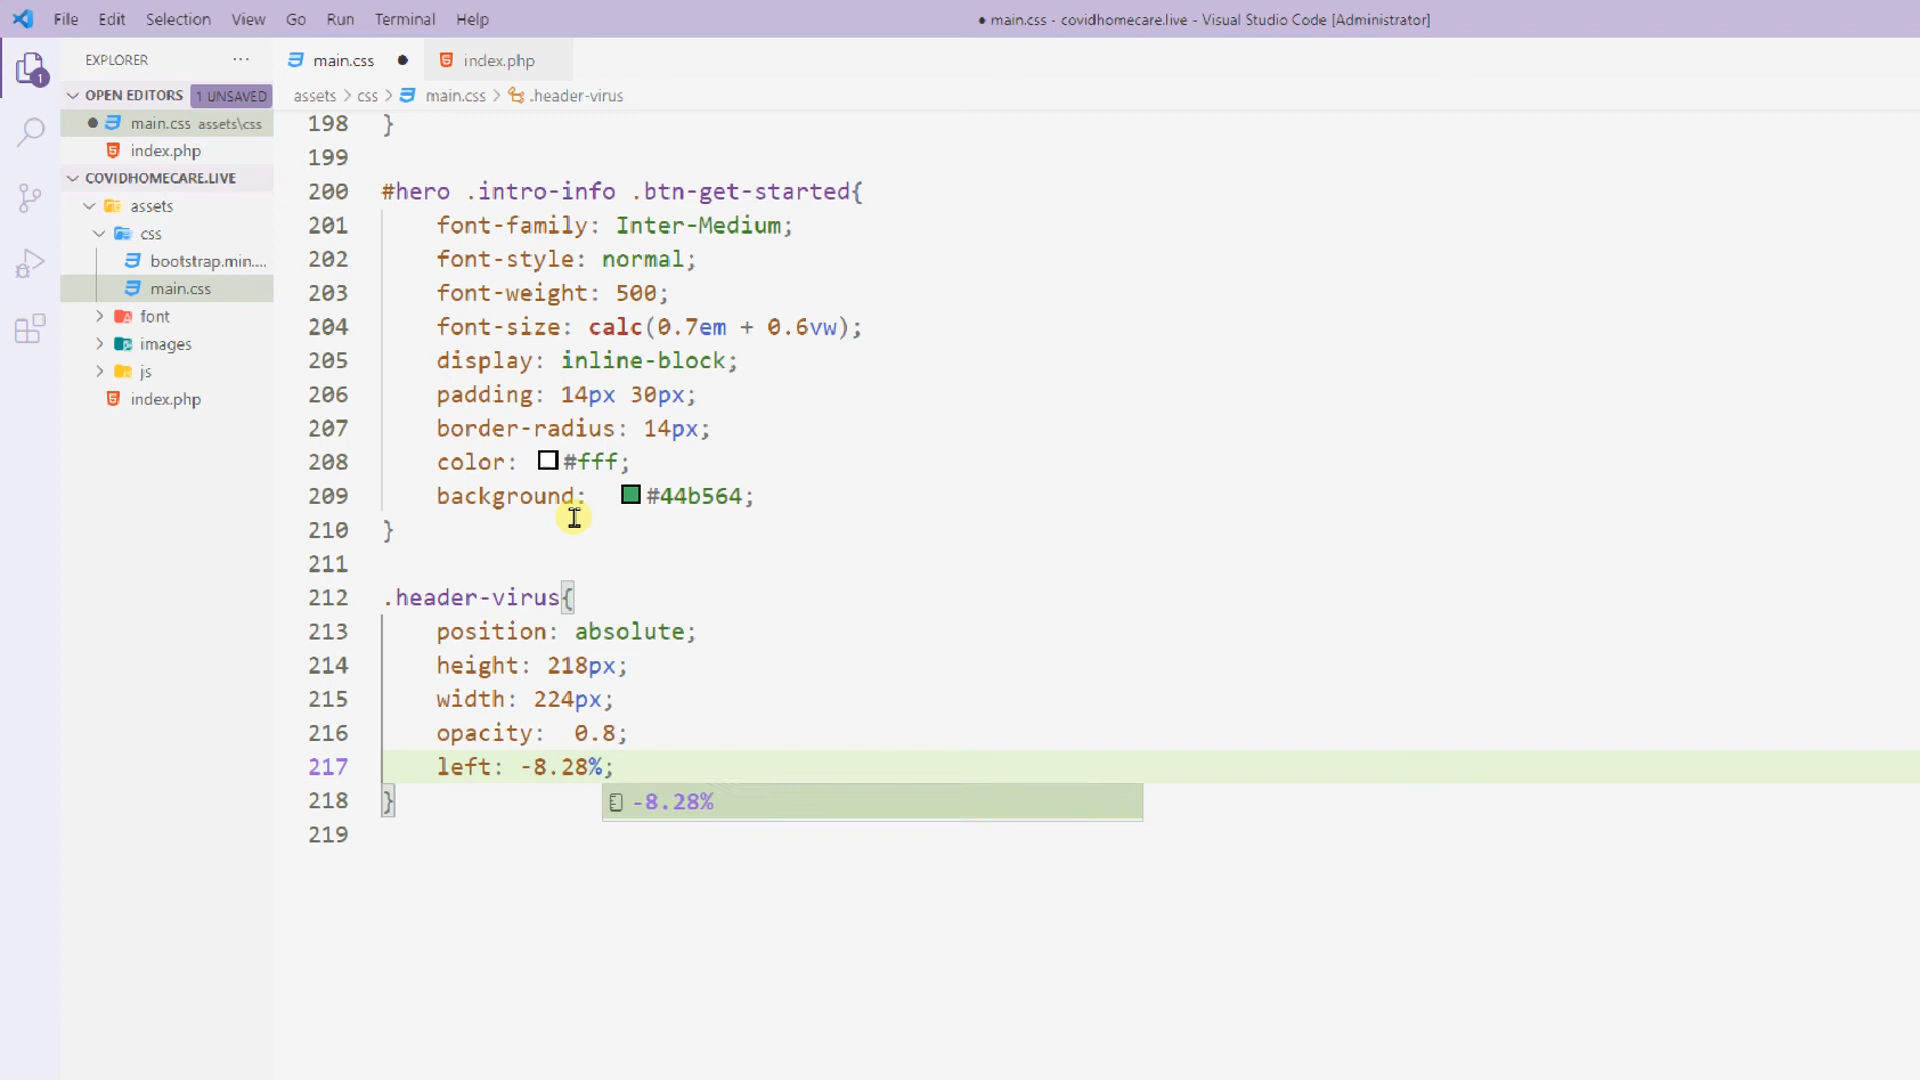 File Edit Selection View Go Run Terminal Help
● main.css - covidhomecare.live - Visual Studio Code [Administrator]
EXPLORER ···
1
OPEN EDITORS 1 UNSAVED
● main.css assets\css
index.php
COVIDHOMECARE.LIVE
assets
css
bootstrap.min....
main.css
font
images
js
index.php
main.css ● index.php
assets > css > main.css > .header-virus
198 }
199
200 #hero .intro-info .btn-get-started{
201 font-family: Inter-Medium;
202 font-style: normal;
203 font-weight: 500;
204 font-size: calc(0.7em + 0.6vw);
205 display: inline-block;
206 padding: 14px 30px;
207 border-radius: 14px;
208 color: #fff;
209 background: #44b564;
210 }
211
212 .header-virus{
213 position: absolute;
214 height: 218px;
215 width: 224px;
216 opacity: 0.8;
217 left: -8.28%;
218 }
-8.28%
219